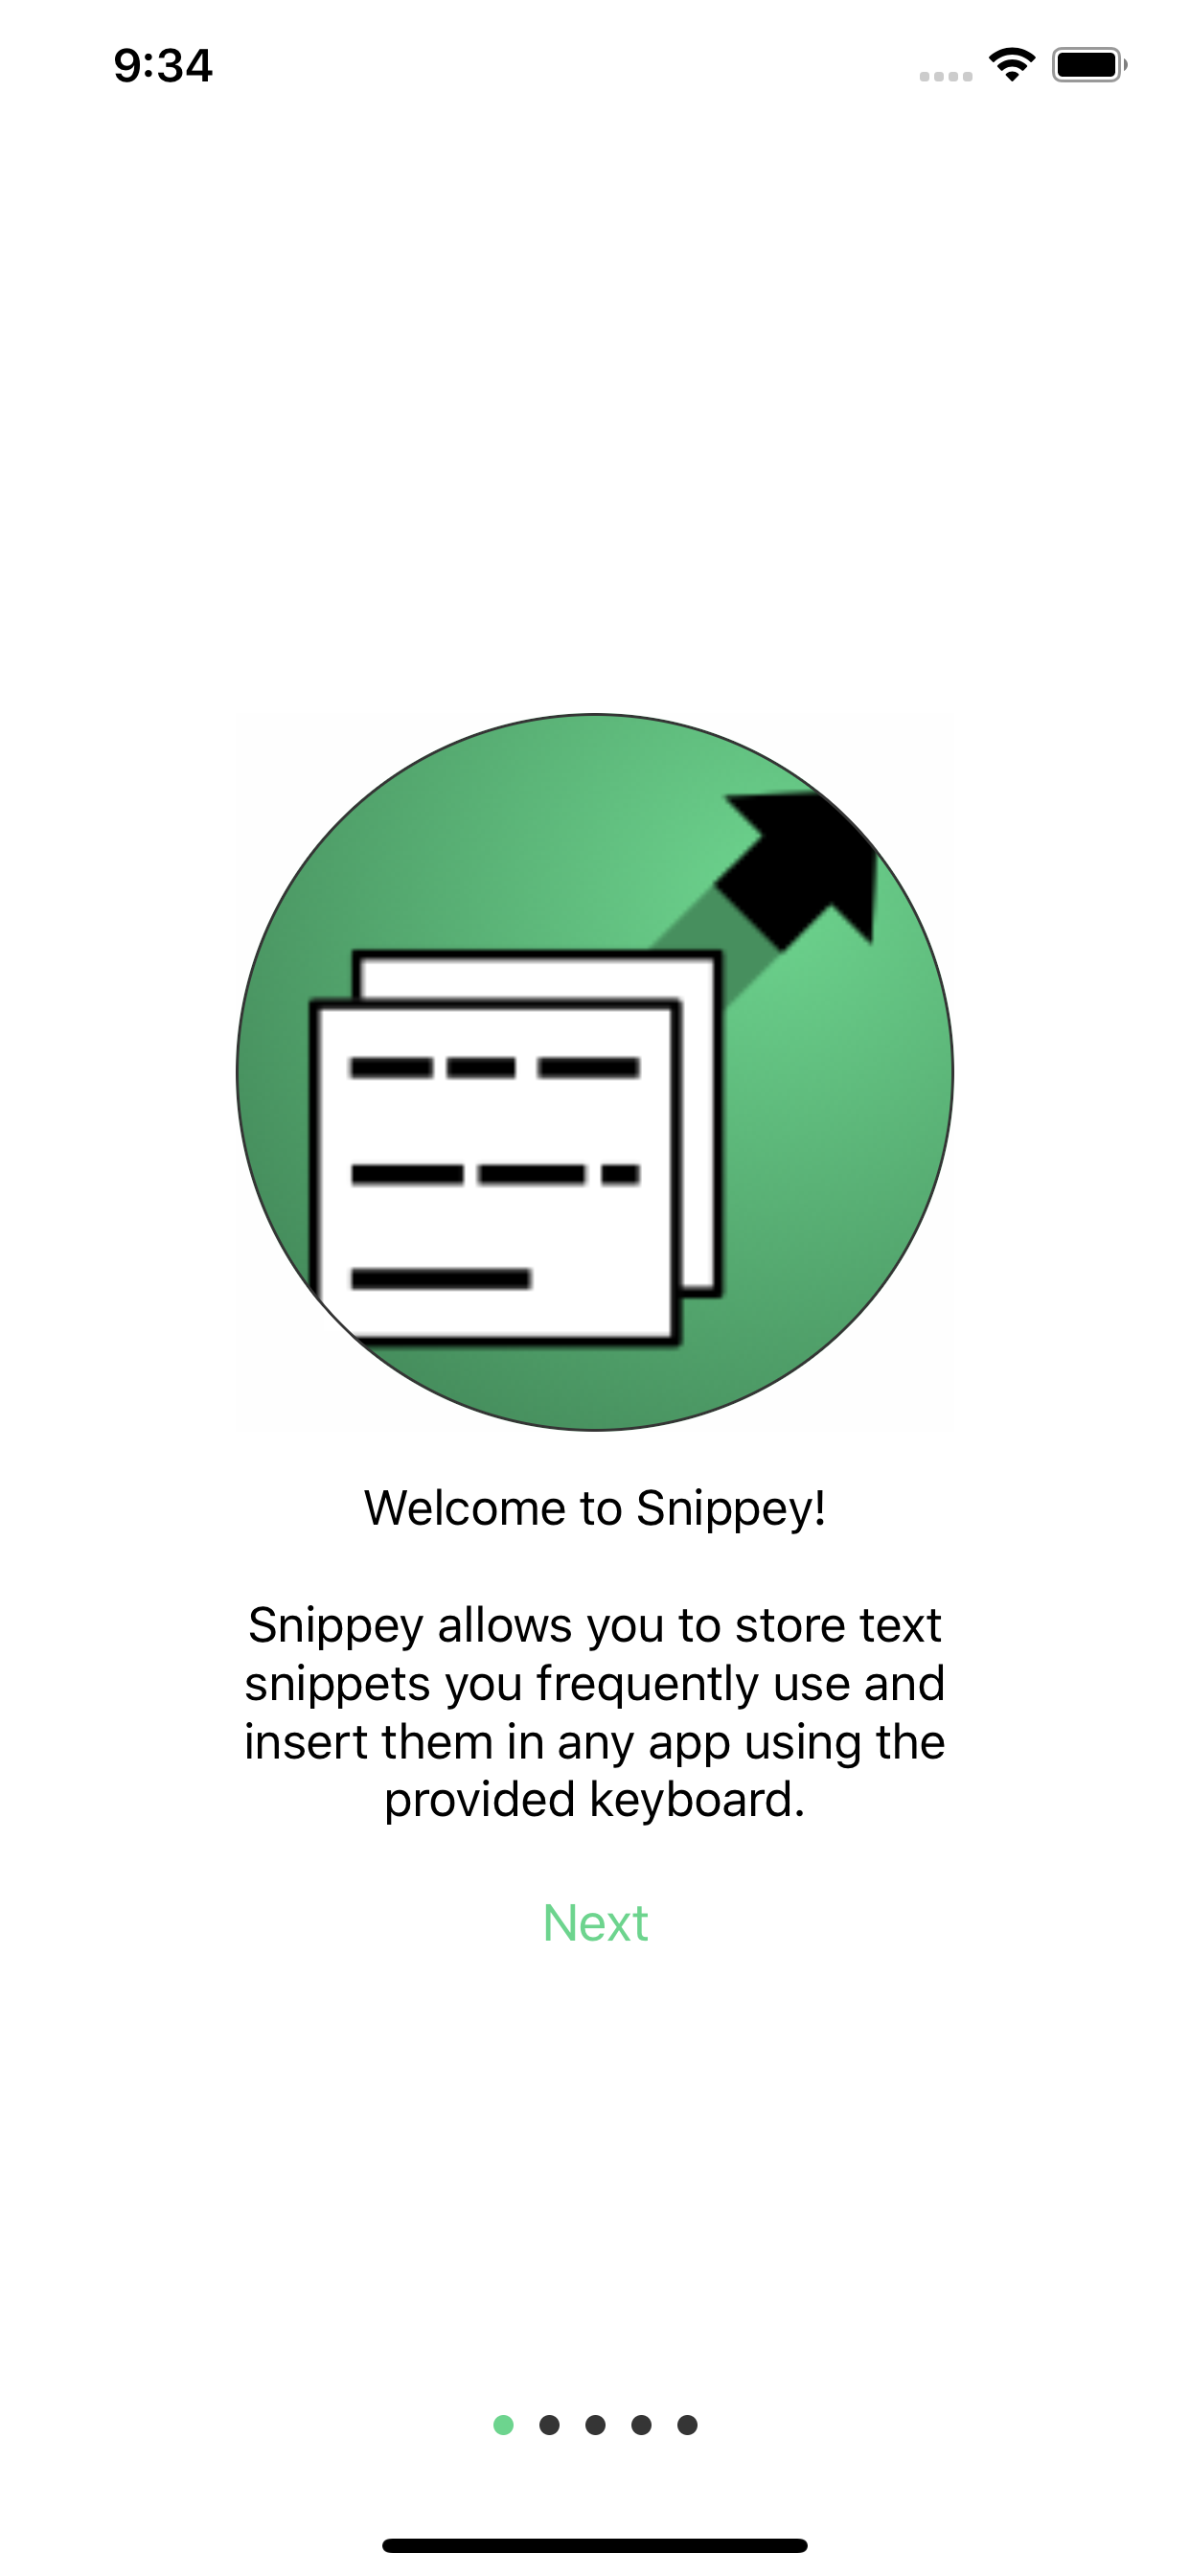 9:34
Welcome to Snippey!
Snippey allows you to store text
snippets you frequently use and
insert them in any app using the
provided keyboard.
Next